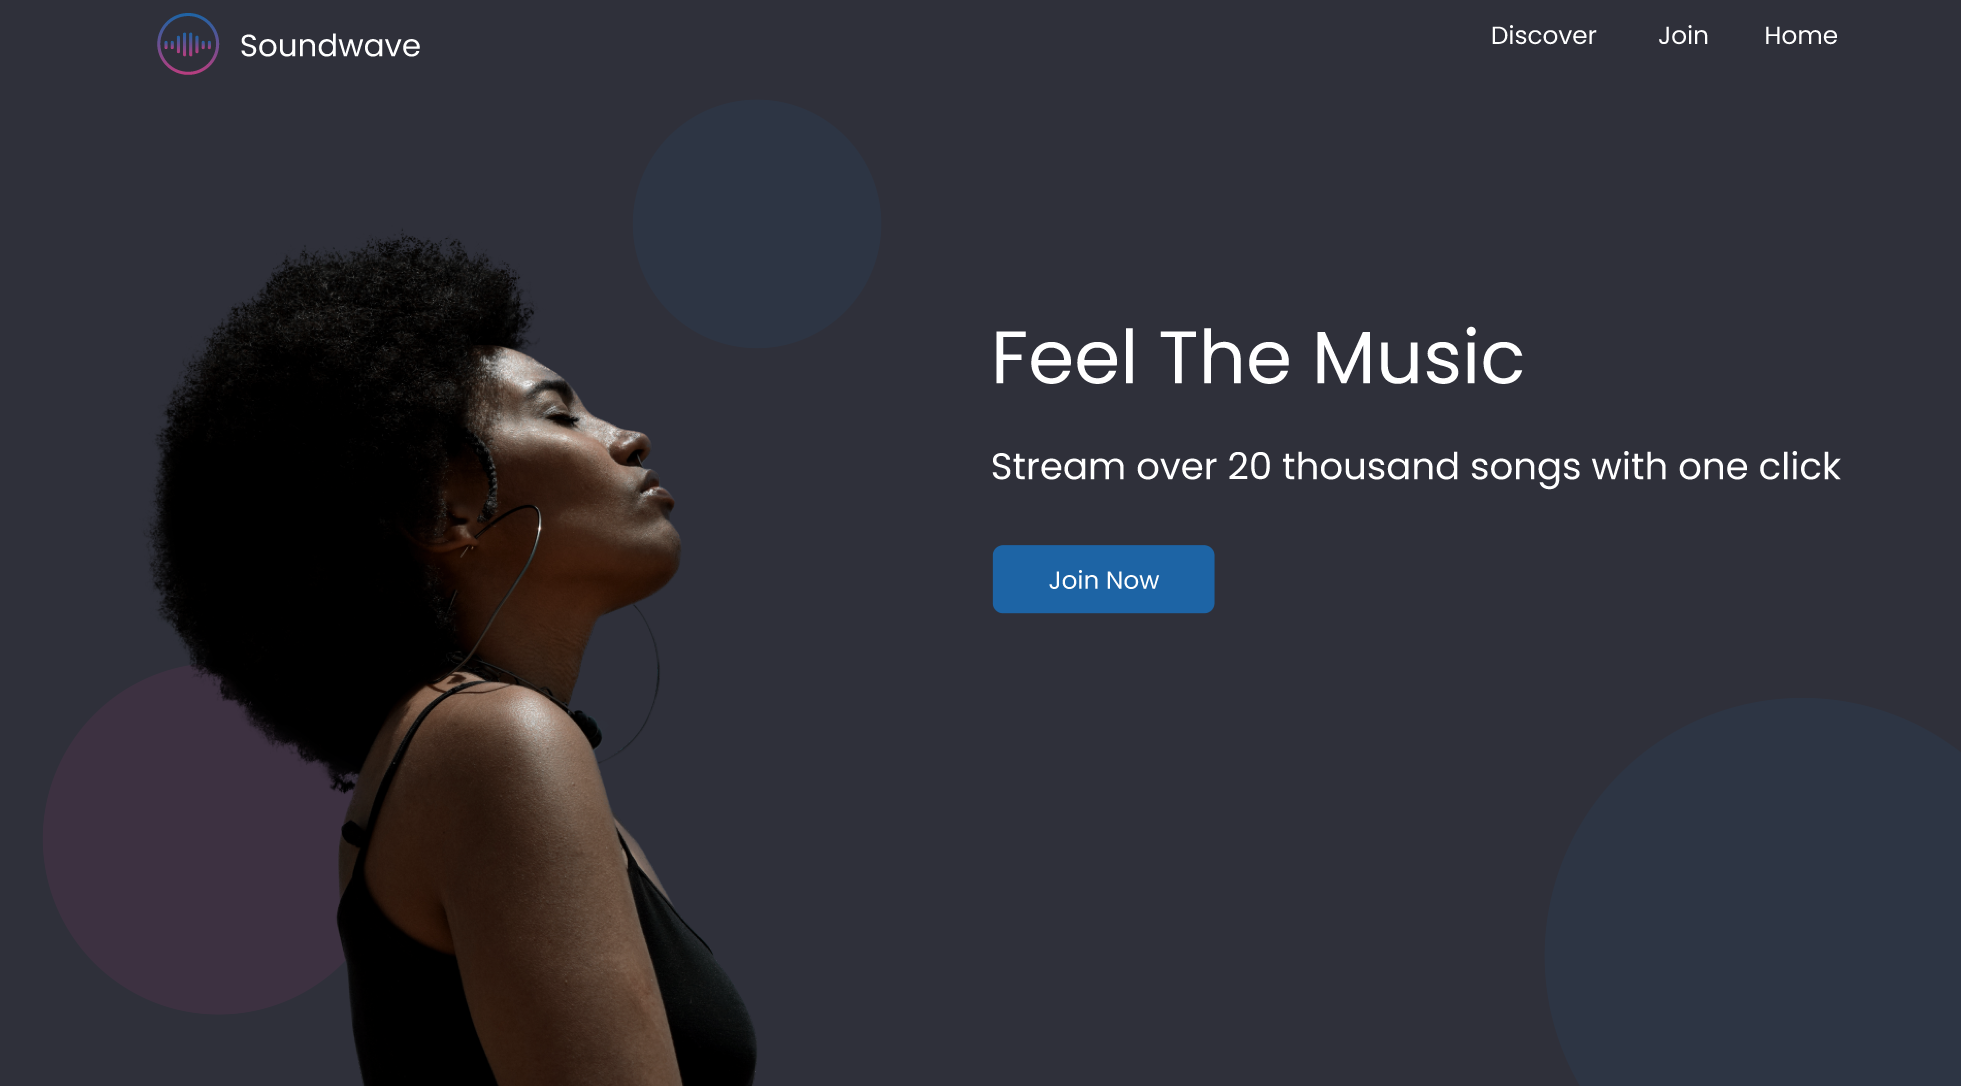 Soundwave
Discover Join Home
Feel The Music
Stream over 20 thousand songs with one click
Join Now